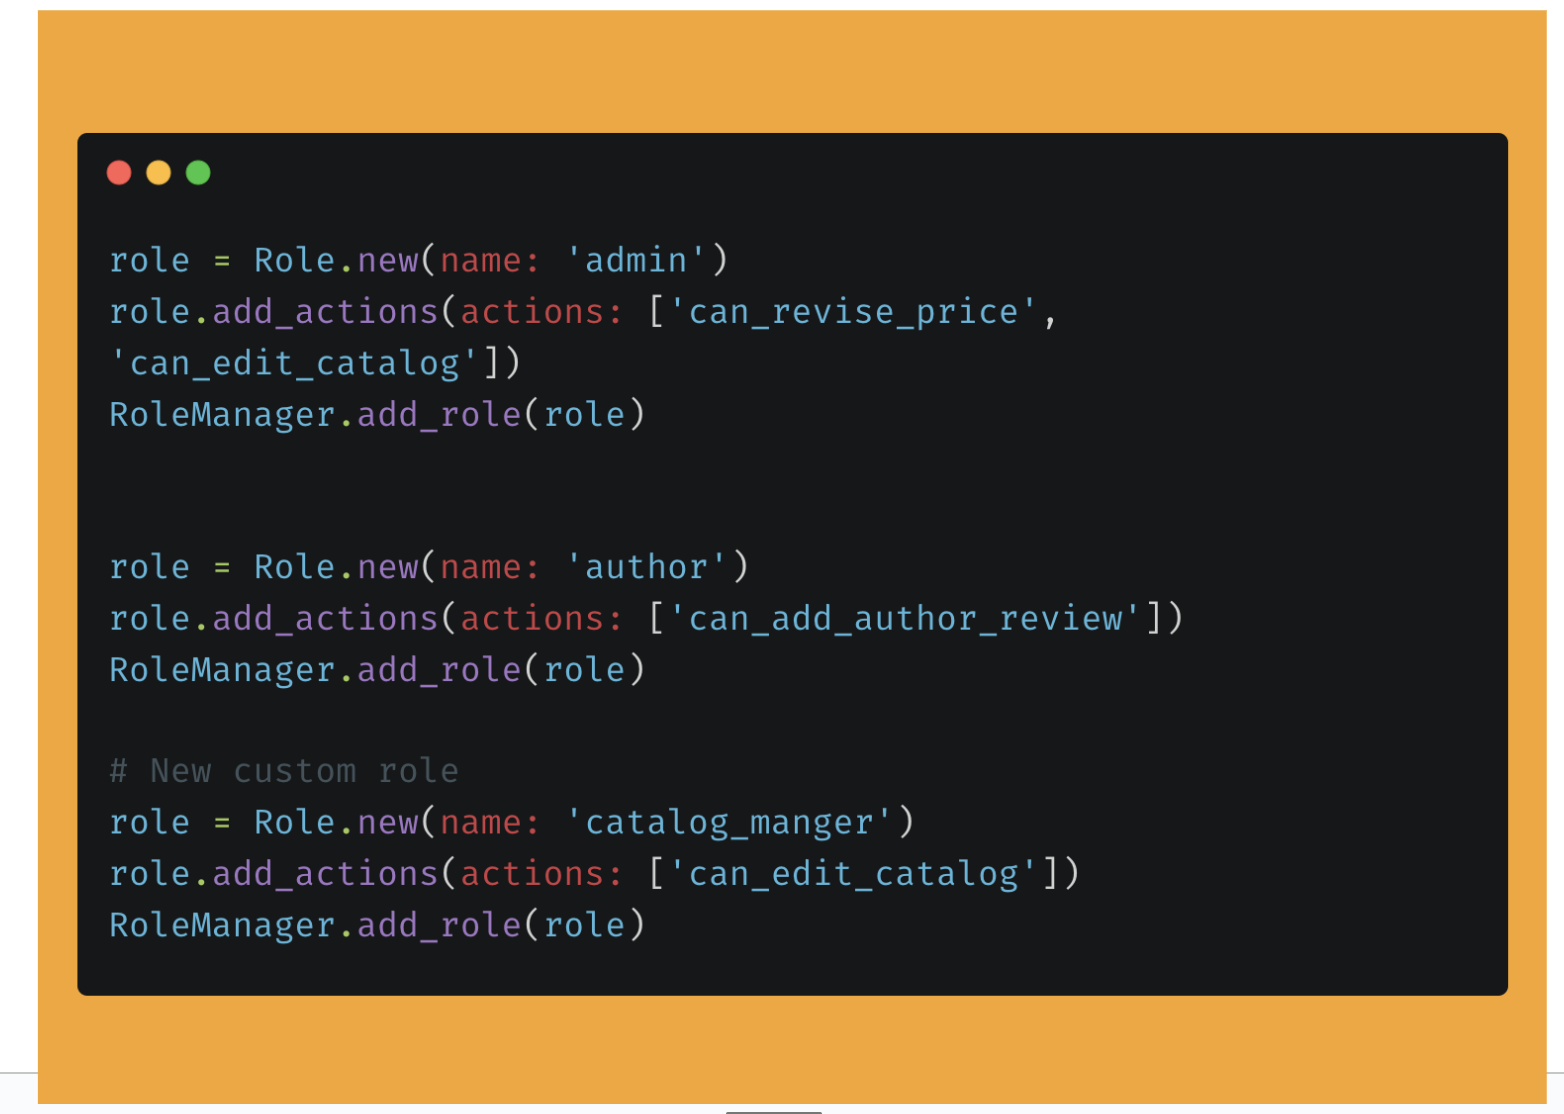 role = Role.new(name: 'admin')
role.add_actions(actions: ['can_revise_price',
'can_edit_catalog'])
RoleManager.add_role(role)
role = Role.new(name: 'author')
role.add_actions(actions: ['can_add_author_review'])
RoleManager.add_role(role)
# New custom role
role = Role.new(name: 'catalog_manger')
role.add_actions(actions: ['can_edit_catalog'])
RoleManager.add_role(role)